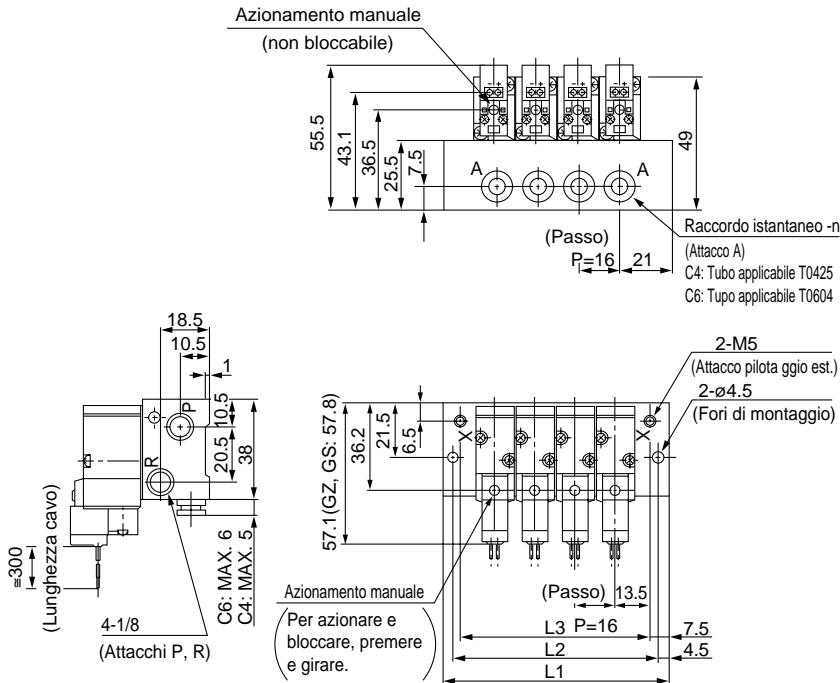 Azionamento manuale
(non bloccabile)
55.5
43.1
36.5
25.5
7.5
49
A
A
(Passo)
P=16
21
Raccordo istantaneo -n
(Attacco A)
C4: Tubo applicabile T0425
C6: Tupo applicabile T0604
18.5
10.5
1
P
R
10.5
20.5
38
≅300
(Lunghezza cavo)
C6: MAX. 6
C4: MAX. 5
4-1/8
(Attacchi P, R)
2-M5
(Attacco pilota ggio est.)
2-ø4.5
(Fori di montaggio)
57.1(GZ, GS: 57.8)
36.2
21.5
6.5
X
X
Azionamento manuale
(Per azionare e
bloccare, premere
e girare.)
(Passo)
13.5
L3
P=16
7.5
L2
4.5
L1